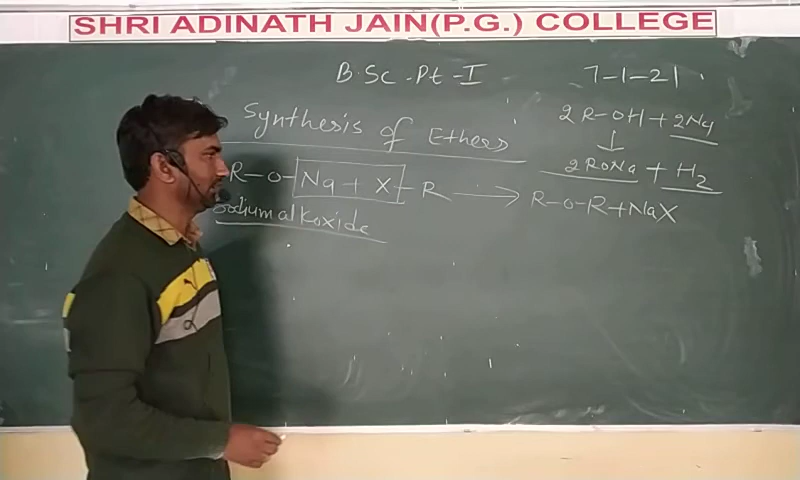 SHRI ADINATH JAIN(P.G.) COLLEGE
B.Sc-Pt-I 7-1-21
Synthesis of Ethers
2R-OH + 2Na
↓
2RONa + H2
R-O-Na + X-R → R-O-R+NaX
sodium alkoxide